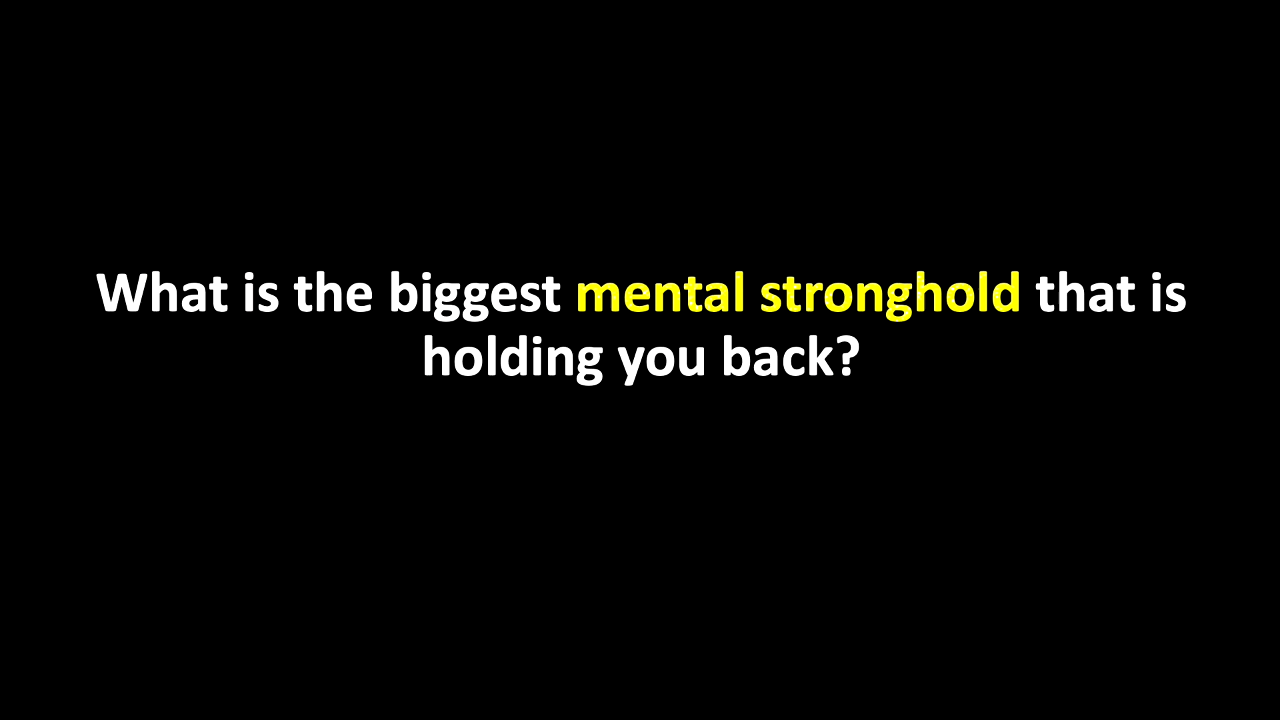 What is the biggest mental stronghold that is
holding you back?